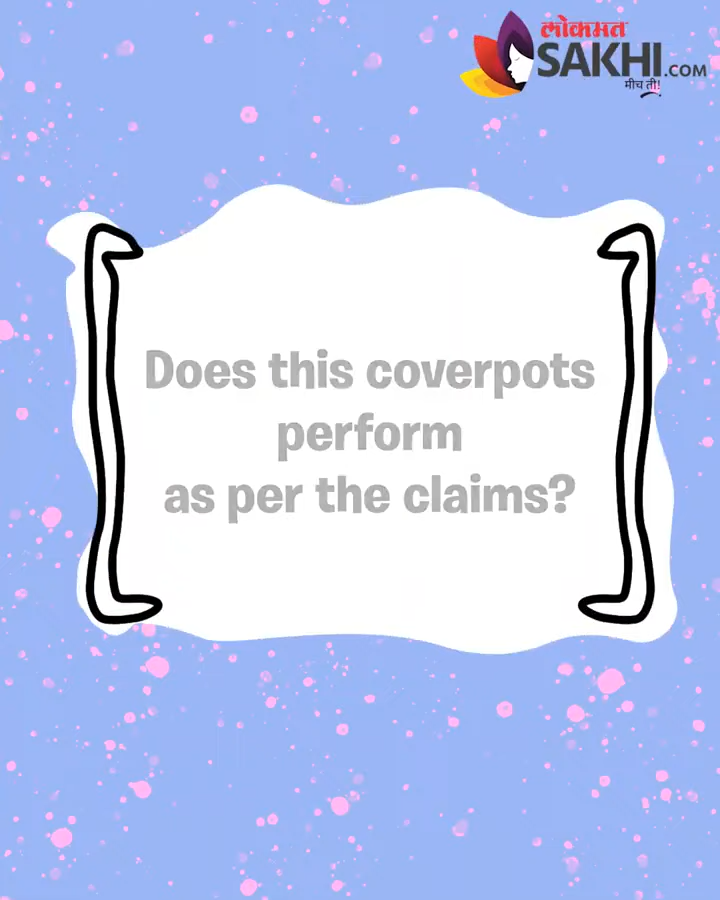 लोकमत
SAKHI.COM
मीच ती!
Does this coverpots
perform
as per the claims?